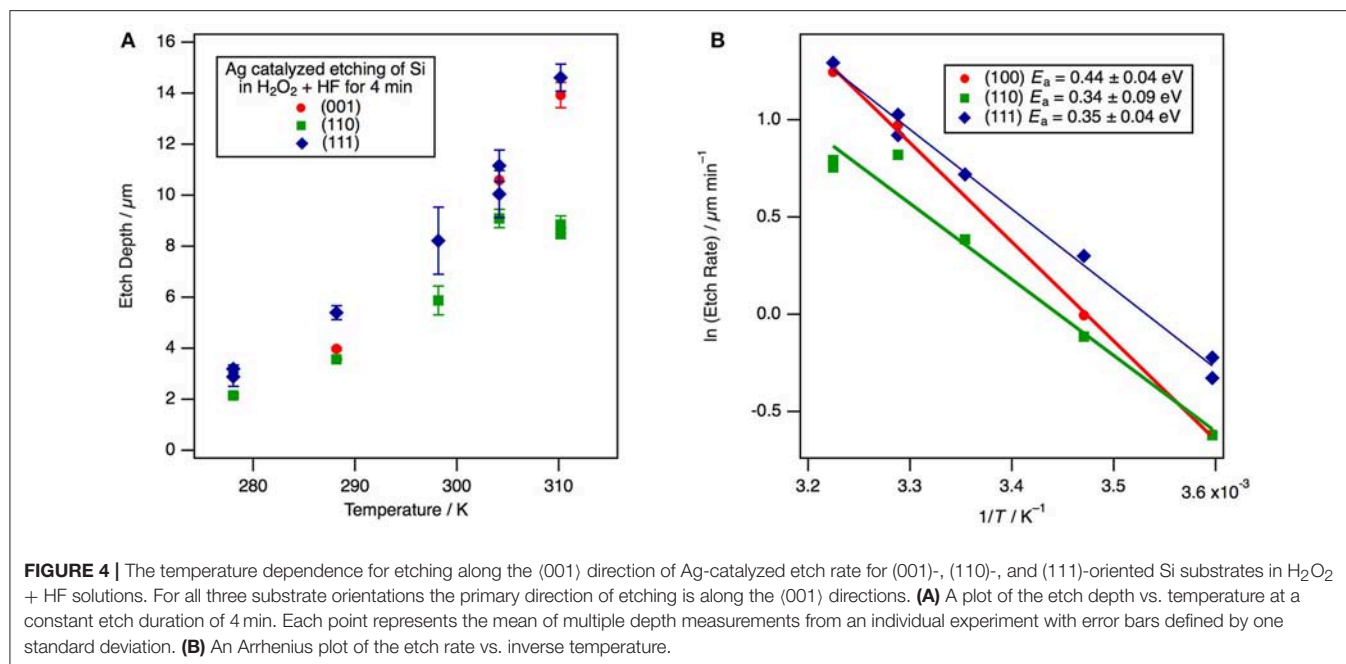 A
16
14
12
10
8
6
4
2
0
Etch Depth / µm
Ag catalyzed etching of Si
in H₂O₂ + HF for 4 min
(001)
(110)
(111)
280
290
300
310
Temperature / K
B
1.0
0.5
0.0
-0.5
ln (Etch Rate) / µm min⁻¹
(100) Eₐ = 0.44 ± 0.04 eV
(110) Eₐ = 0.34 ± 0.09 eV
(111) Eₐ = 0.35 ± 0.04 eV
3.2
3.3
3.4
3.5
3.6 x10⁻³
1/T / K⁻¹
FIGURE 4 | The temperature dependence for etching along the ⟨001⟩ direction of Ag-catalyzed etch rate for (001)-, (110)-, and (111)-oriented Si substrates in H₂O₂
+ HF solutions. For all three substrate orientations the primary direction of etching is along the ⟨001⟩ directions. (A) A plot of the etch depth vs. temperature at a
constant etch duration of 4 min. Each point represents the mean of multiple depth measurements from an individual experiment with error bars defined by one
standard deviation. (B) An Arrhenius plot of the etch rate vs. inverse temperature.